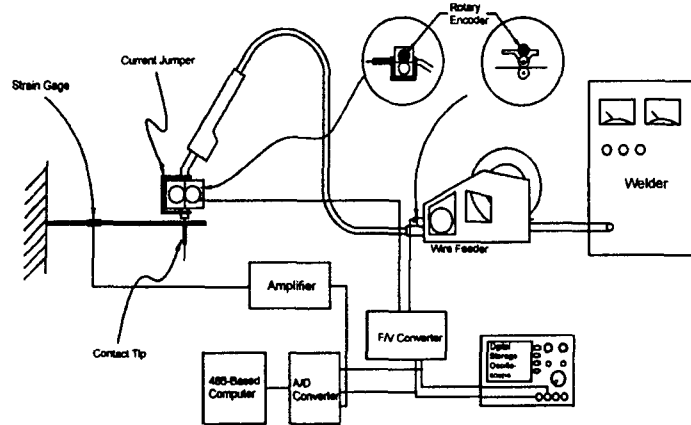 Rotary
Encoder
Current Jumper
Strain Gage
Welder
Wire Feeder
Amplifier
F/V Converter
Contact Tip
Digital
Storage
Oscillo-
scope
486-Based
Computer
A/D
Converter